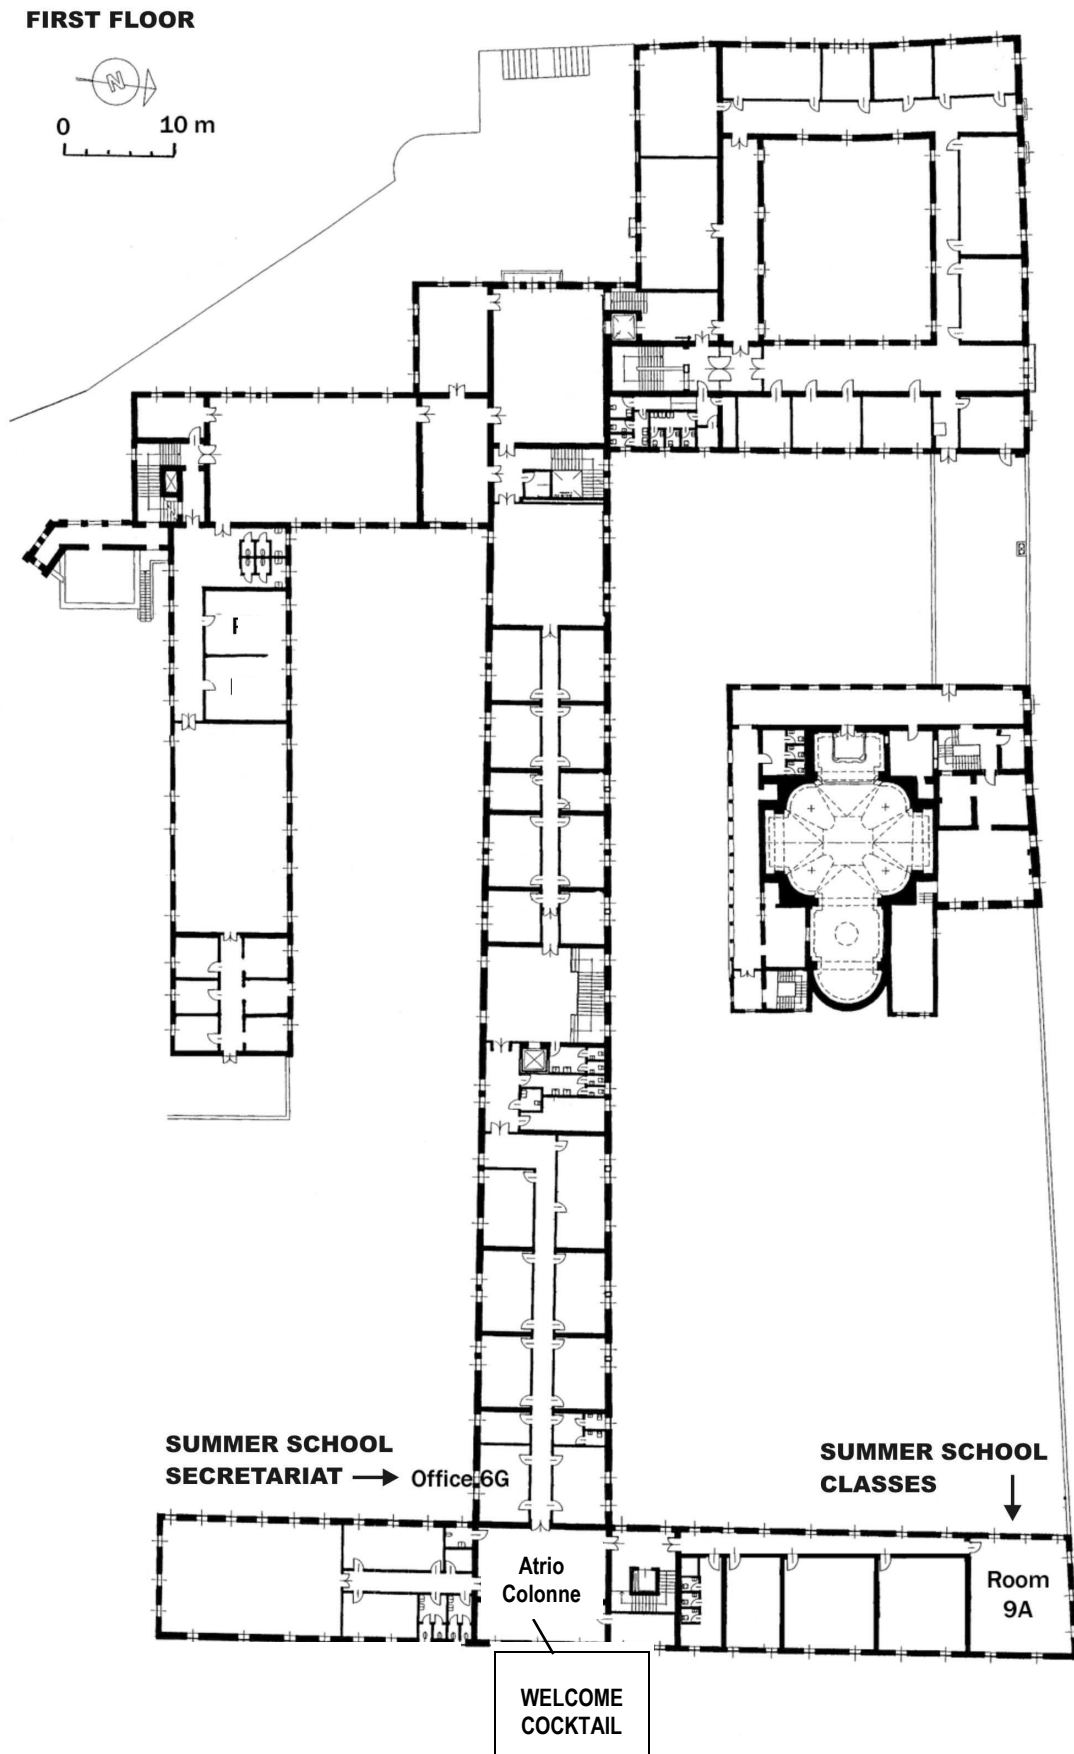 FIRST FLOOR
N
0 10 m
SUMMER SCHOOL
SECRETARIAT
Office 6G
SUMMER SCHOOL
CLASSES
Atrio
Colonne
Room
9A
WELCOME
COCKTAIL